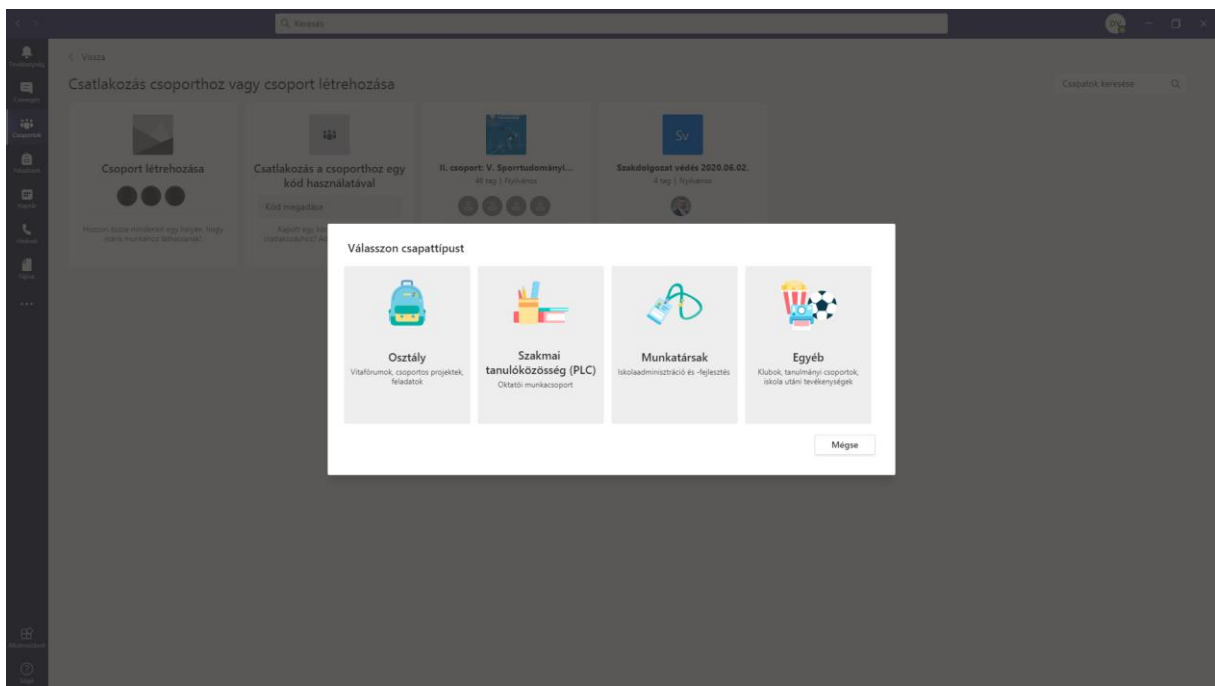 Keresés
Vissza
Csatlakozás csoporthoz vagy csoport létrehozása
Csapatok keresése
Csoport létrehozása
Csatlakozás a csoporthoz egy
kód használatával
Kód megadása
II. csoport: V. Sporttudományi...
Nyilvános
Sv
Szakdolgozat védés 2020.06.02.
4 tag | Nyilvános
Válasszon csapattípust
Osztály
Vitafórumok, csoportos projektek,
feladatok
Szakmai
tanulóközösség (PLC)
Oktatói munkacsoport
Munkatársak
Iskolaadminisztráció és -fejlesztés
Egyéb
Klubok, tanulmányi csoportok,
iskola utáni tevékenységek
Mégse
Csoportok